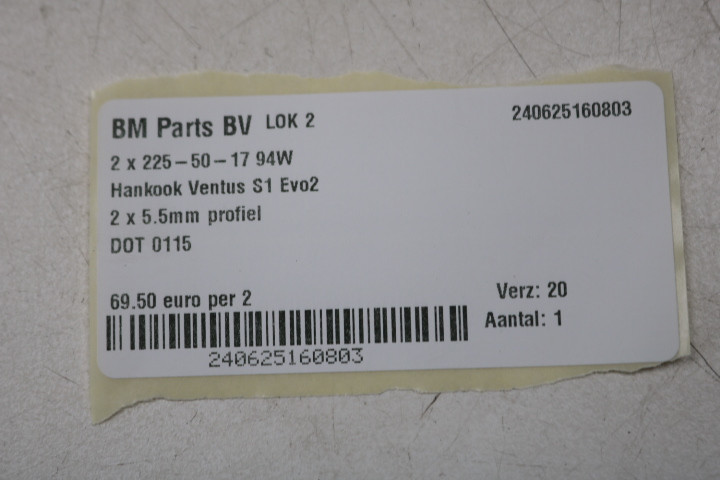 BM Parts BV LOK 2 240625160803
2 x 225-50-17 94W
Hankook Ventus S1 Evo2
2 x 5.5mm profiel
DOT 0115
69.50 euro per 2 Verz: 20
Aantal: 1
240625160803